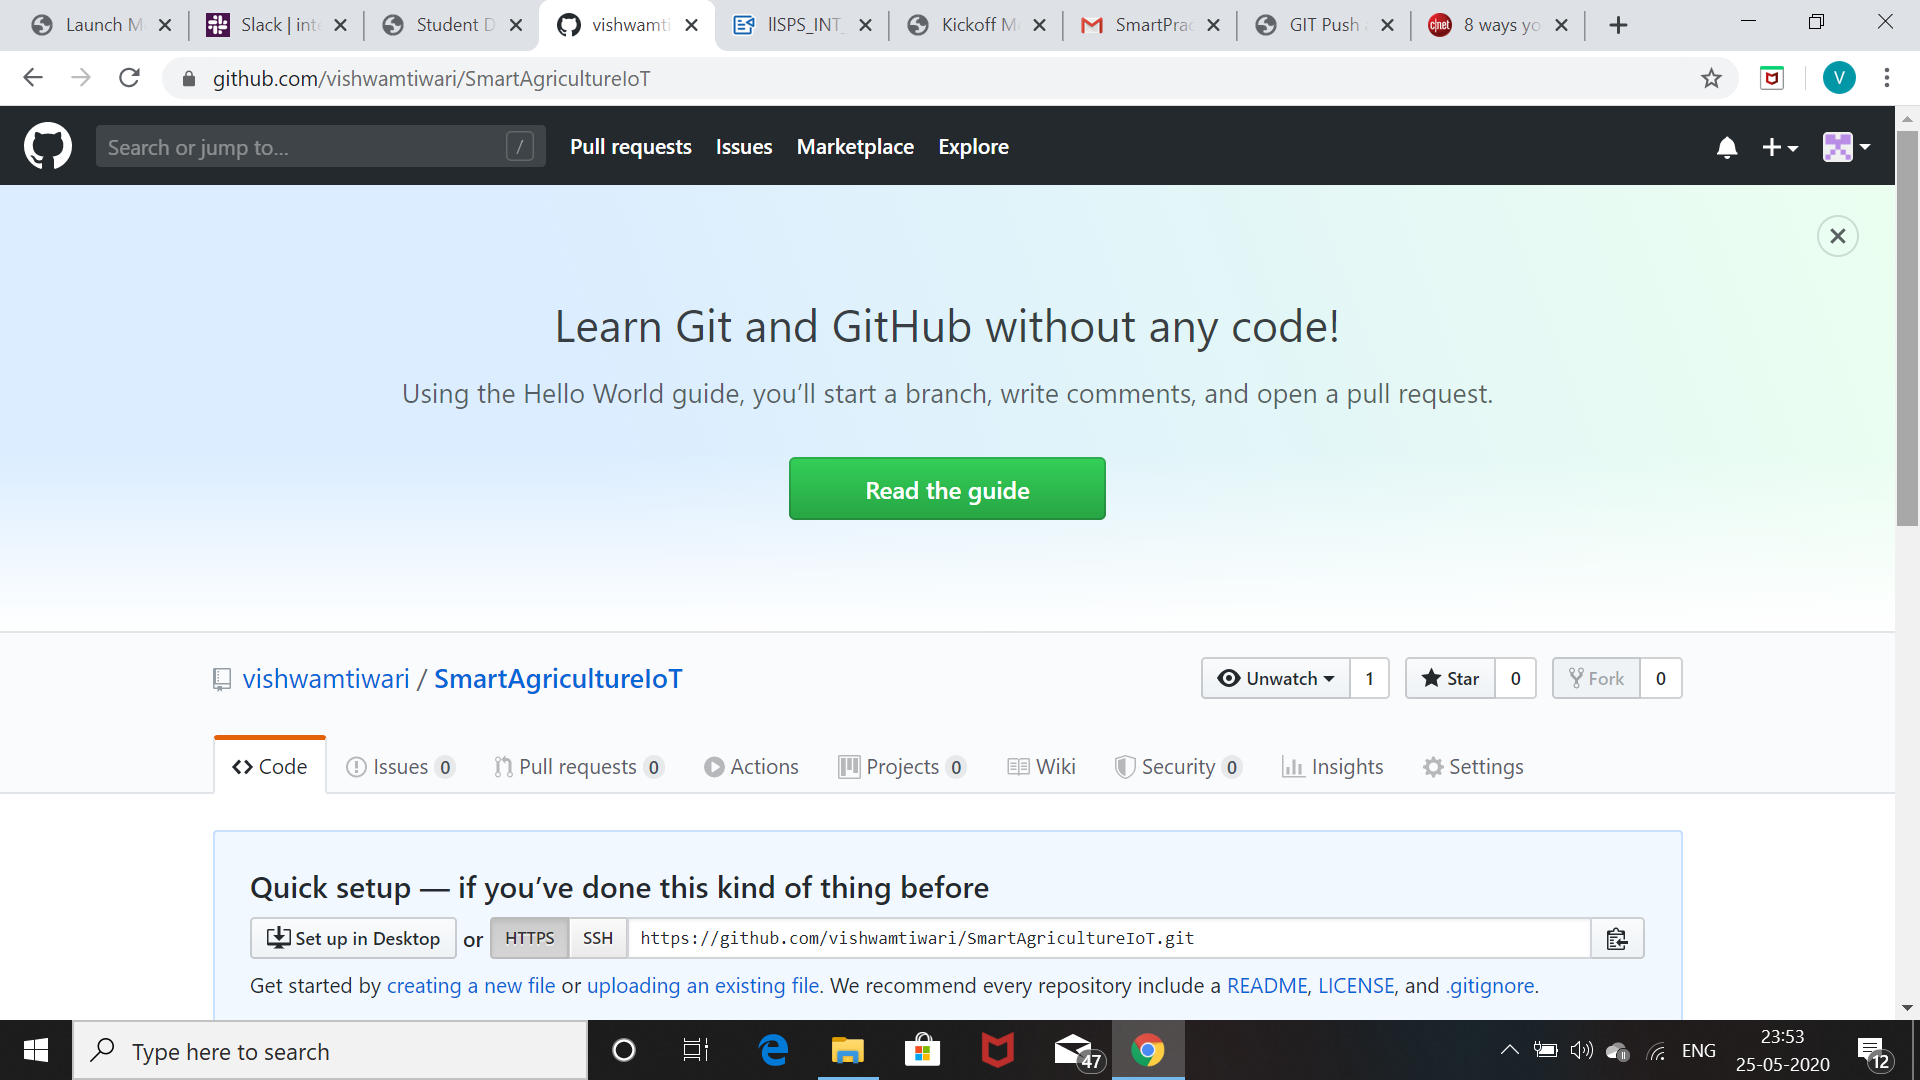 Launch M
Slack | inte
Student D
vishwamti
llSPS_INT_
Kickoff M
SmartPrac
GIT Push
8 ways yo
github.com/vishwamtiwari/SmartAgricultureIoT
V
Search or jump to...
/
Pull requests
Issues
Marketplace
Explore
Learn Git and GitHub without any code!
Using the Hello World guide, you’ll start a branch, write comments, and open a pull request.
Read the guide
vishwamtiwari / SmartAgricultureIoT
Unwatch 1
Star 0
Fork 0
Code
Issues 0
Pull requests 0
Actions
Projects 0
Wiki
Security 0
Insights
Settings
Quick setup — if you’ve done this kind of thing before
Set up in Desktop or HTTPS SSH https://github.com/vishwamtiwari/SmartAgricultureIoT.git
Get started by creating a new file or uploading an existing file. We recommend every repository include a README, LICENSE, and .gitignore.
Type here to search
47
ENG
23:53
25-05-2020
12